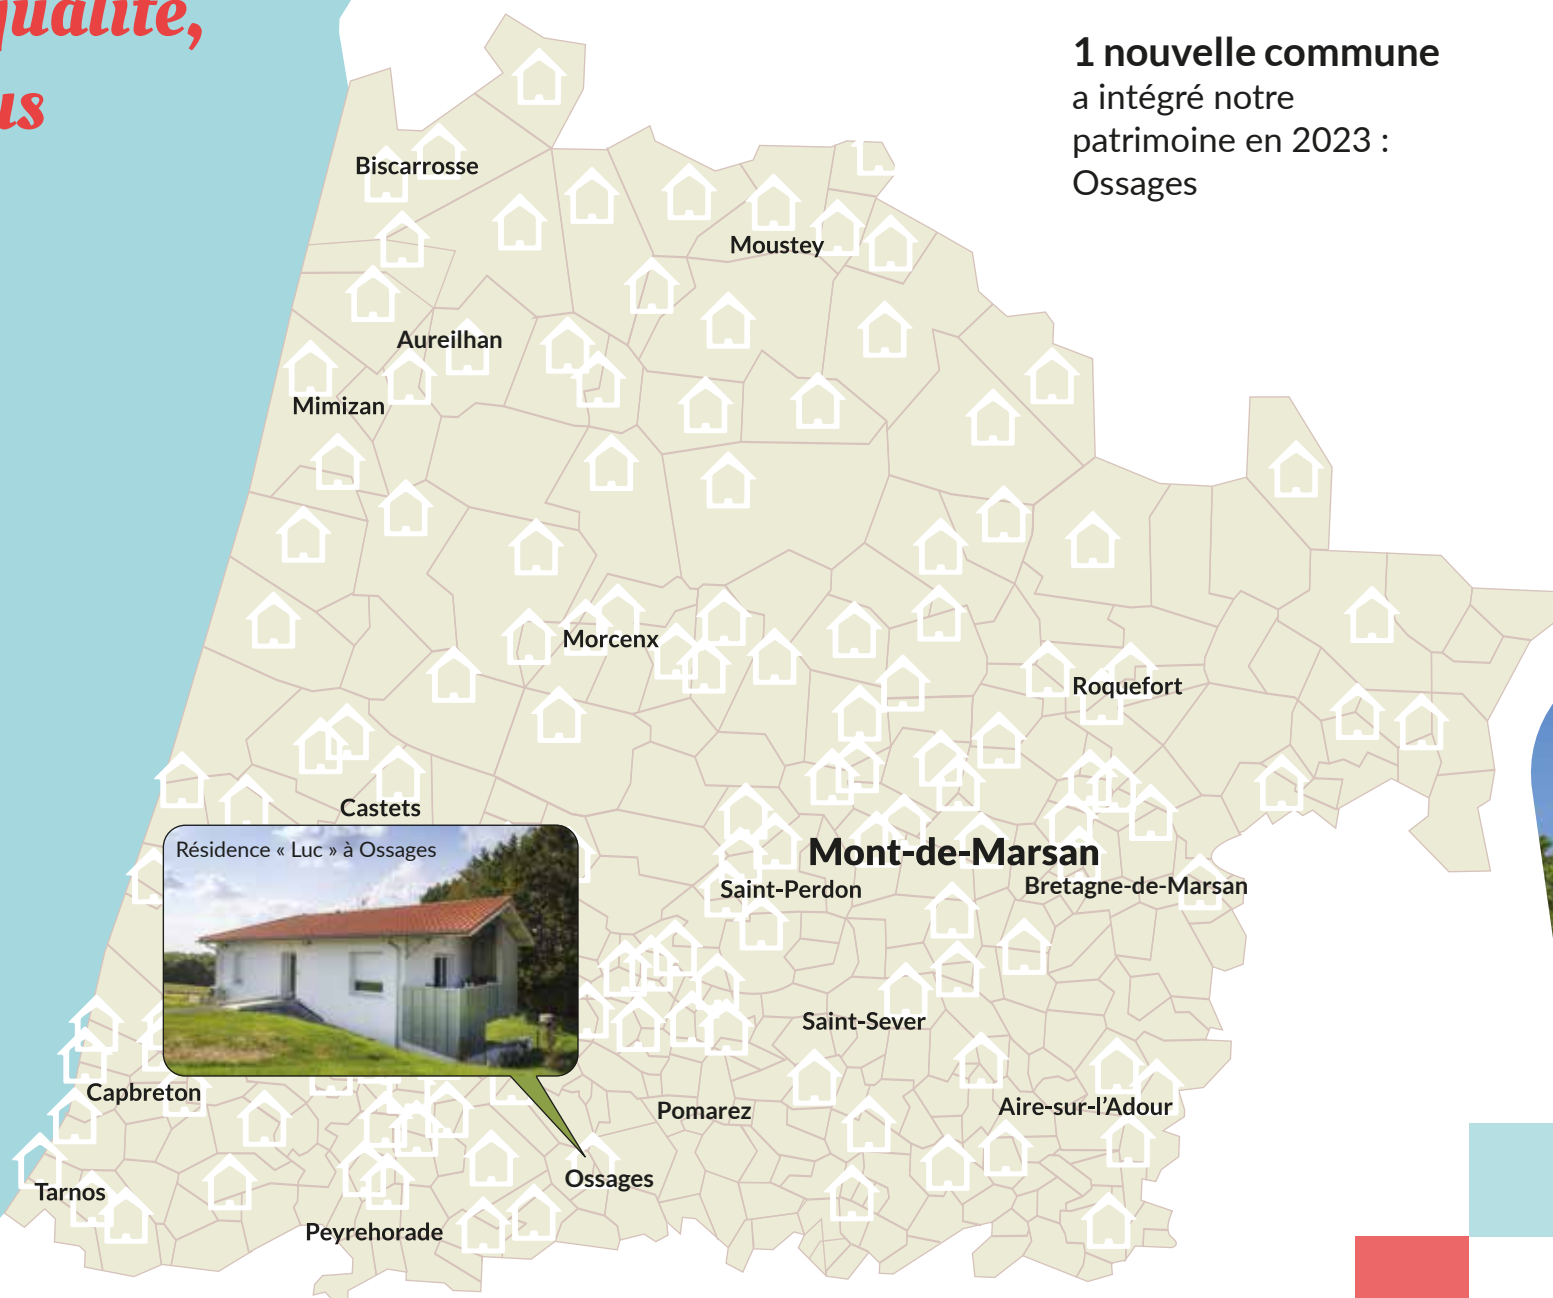 1 nouvelle commune
a intégré notre
patrimoine en 2023 :
Ossages
Biscarrosse
Moustey
Aureilhan
Mimizan
Morcenx
Roquefort
Castets
Mont-de-Marsan
Résidence « Luc » à Ossages
Saint-Perdon
Bretagne-de-Marsan
Saint-Sever
Capbreton
Pomarez
Aire-sur-l'Adour
Ossages
Tarnos
Peyrehorade